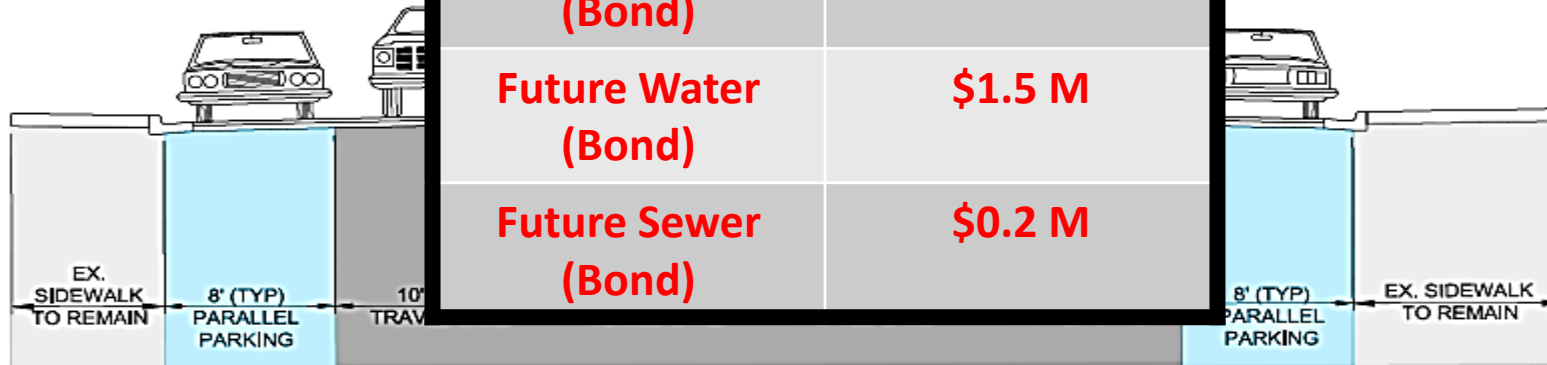 (Bond)
Future Water $1.5 M
(Bond)
Future Sewer $0.2 M
(Bond)
EX.
SIDEWALK
TO REMAIN
8' (TYP)
PARALLEL
PARKING
10'
8' (TYP)
PARALLEL
PARKING
EX. SIDEWALK
TO REMAIN